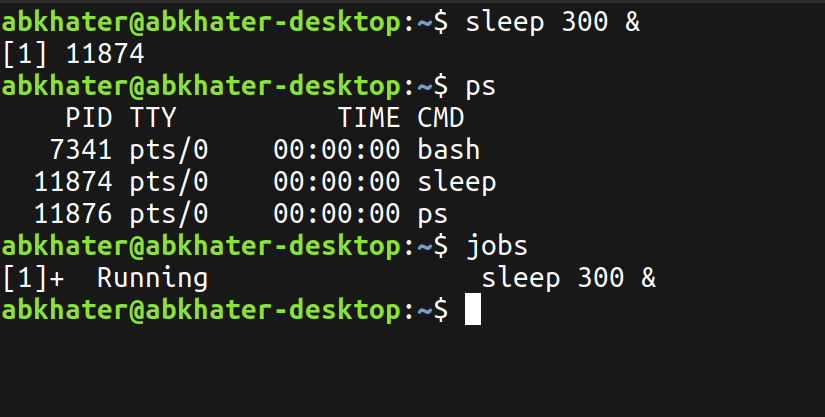 abkhater@abkhater-desktop:~$ sleep 300 &
[1] 11874
abkhater@abkhater-desktop:~$ ps
    PID TTY          TIME CMD
   7341 pts/0    00:00:00 bash
  11874 pts/0    00:00:00 sleep
  11876 pts/0    00:00:00 ps
abkhater@abkhater-desktop:~$ jobs
[1]+  Running                 sleep 300 &
abkhater@abkhater-desktop:~$